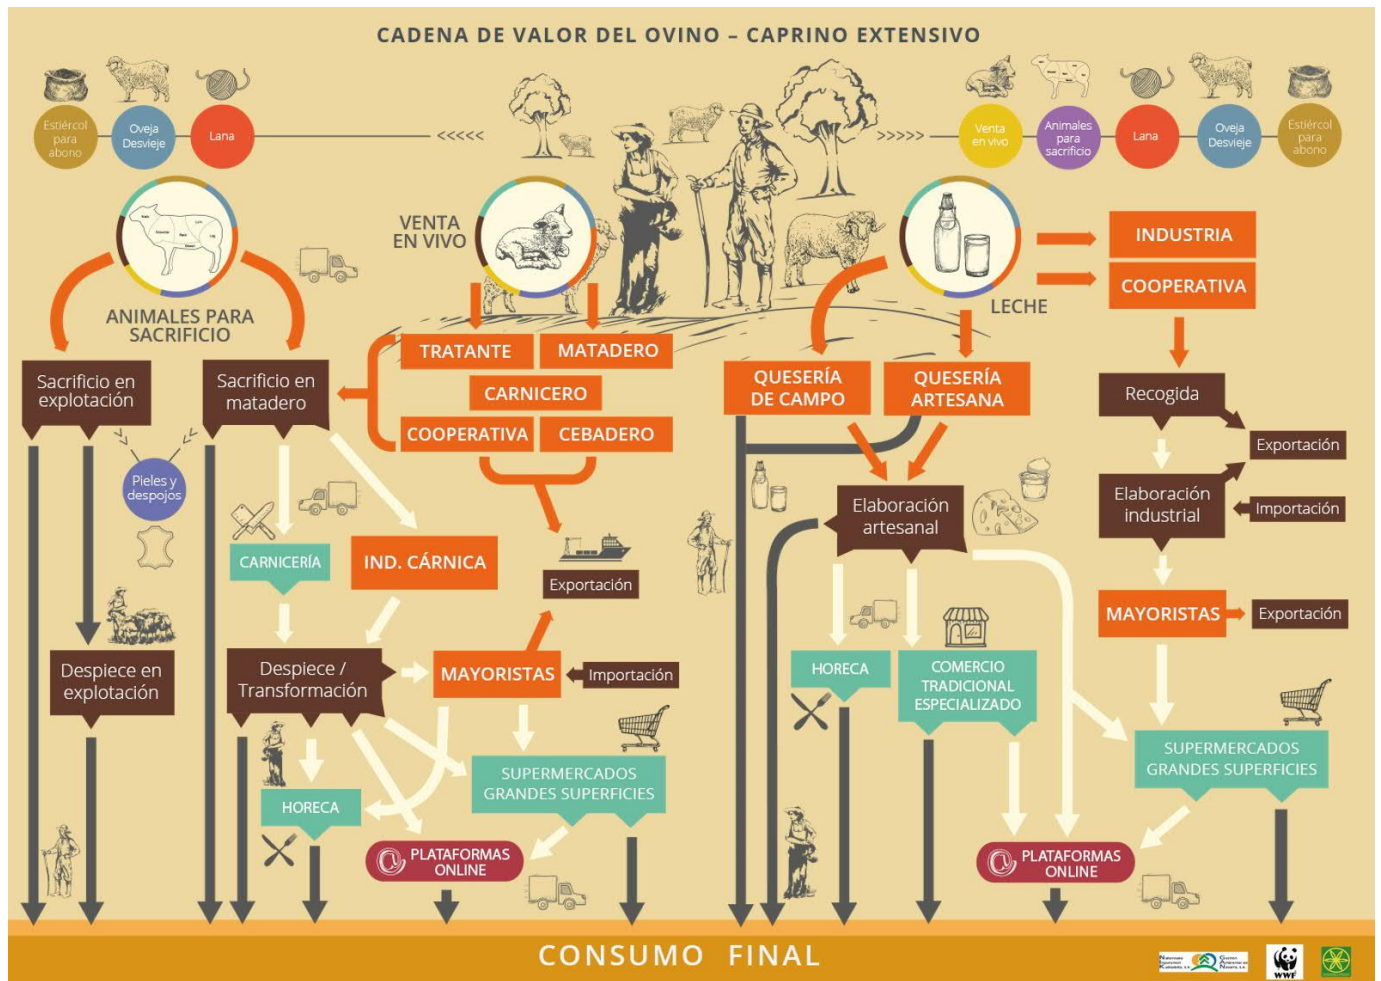 CADENA DE VALOR DEL OVINO – CAPRINO EXTENSIVO
Estiércol
para
abono
Oveja
Desvieje
Lana
<<<<<
>>>>>
Venta
en vivo
Animales
para
sacrificio
Lana
Oveja
Desvieje
Estiércol
para
abono
VENTA
EN VIVO
ANIMALES PARA
SACRIFICIO
LECHE
INDUSTRIA
COOPERATIVA
TRATANTE
MATADERO
CARNICERO
COOPERATIVA
CEBADERO
Sacrificio en
explotación
Sacrificio en
matadero
Pieles y
despojos
QUESERÍA
DE CAMPO
QUESERÍA
ARTESANA
Recogida
Exportación
Elaboración
artesanal
Elaboración
industrial
Importación
CARNICERÍA
IND. CÁRNICA
Exportación
MAYORISTAS
Exportación
Despiece en
explotación
Despiece /
Transformación
MAYORISTAS
Importación
HORECA
COMERCIO
TRADICIONAL
ESPECIALIZADO
SUPERMERCADOS
GRANDES SUPERFICIES
SUPERMERCADOS
GRANDES SUPERFICIES
HORECA
@ PLATAFORMAS
ONLINE
@ PLATAFORMAS
ONLINE
CONSUMO FINAL
WWF